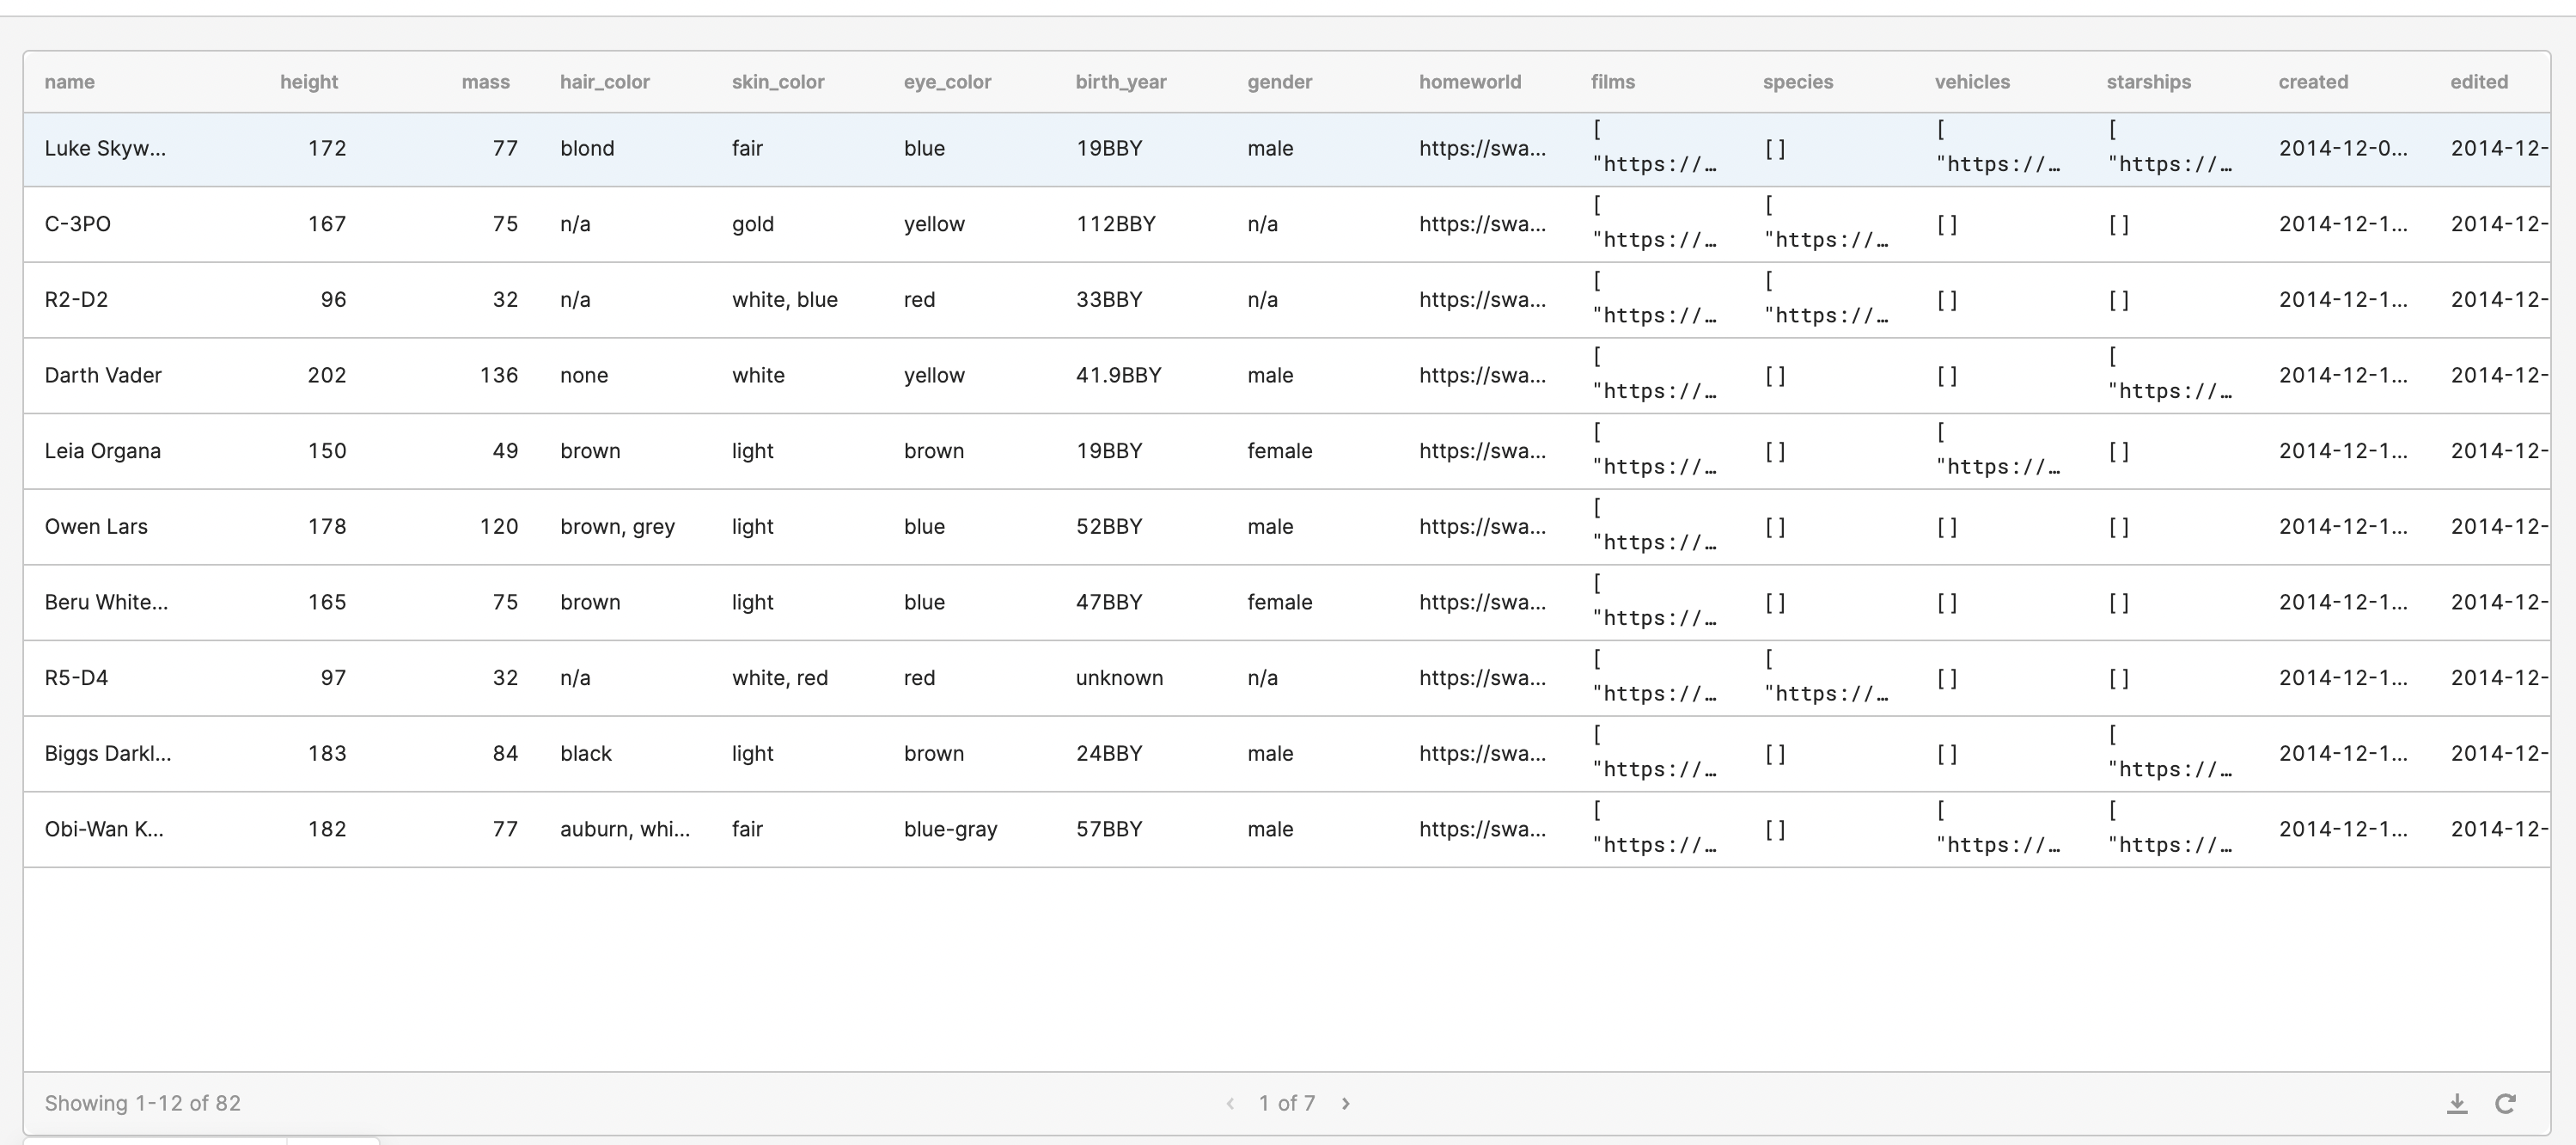 name height mass hair_color skin_color eye_color birth_year gender homeworld films species vehicles starships created edited
Luke Skyw... 172 77 blond fair blue 19BBY male https://swa... [ "https://… [] [ "https://… [ "https://… 2014-12-0... 2014-12-
C-3PO 167 75 n/a gold yellow 112BBY n/a https://swa... [ "https://… [ "https://… [] [] 2014-12-1... 2014-12-
R2-D2 96 32 n/a white, blue red 33BBY n/a https://swa... [ "https://… [ "https://… [] [] 2014-12-1... 2014-12-
Darth Vader 202 136 none white yellow 41.9BBY male https://swa... [ "https://… [] [] [ "https://… 2014-12-1... 2014-12-
Leia Organa 150 49 brown light brown 19BBY female https://swa... [ "https://… [] [ "https://… [] 2014-12-1... 2014-12-
Owen Lars 178 120 brown, grey light blue 52BBY male https://swa... [ "https://… [] [] [] 2014-12-1... 2014-12-
Beru White... 165 75 brown light blue 47BBY female https://swa... [ "https://… [] [] [] 2014-12-1... 2014-12-
R5-D4 97 32 n/a white, red red unknown n/a https://swa... [ "https://… [ "https://… [] [] 2014-12-1... 2014-12-
Biggs Darkl... 183 84 black light brown 24BBY male https://swa... [ "https://… [] [] [ "https://… 2014-12-1... 2014-12-
Obi-Wan K... 182 77 auburn, whi... fair blue-gray 57BBY male https://swa... [ "https://… [] [ "https://… [ "https://… 2014-12-1... 2014-12-
Showing 1-12 of 82 ‹ 1 of 7 ›